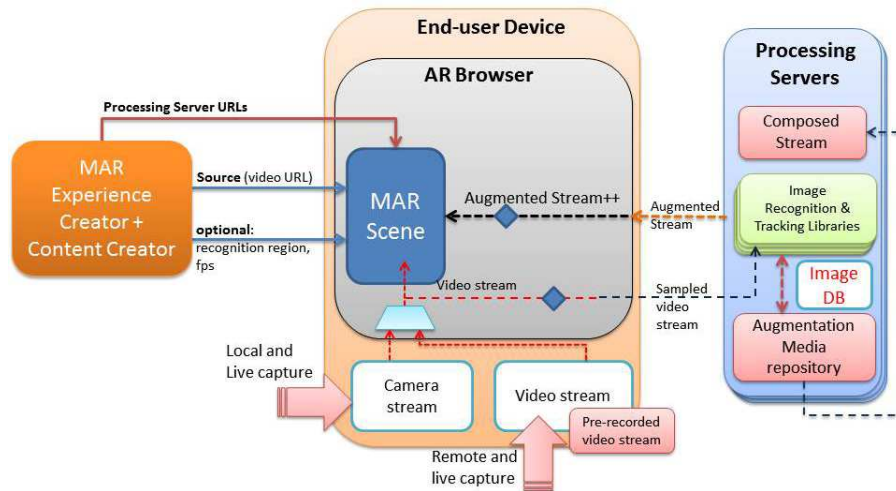 End-user Device
AR Browser
Processing
Servers
Processing Server URLs
Composed
Stream
MAR
Experience
Creator +
Content Creator
Source (video URL)
MAR
Scene
Augmented Stream++
Augmented
Stream
Image
Recognition &
Tracking Libraries
optional:
recognition region,
fps
Video stream
Sampled
video
stream
Image
DB
Augmentation
Media
repository
Local and
Live capture
Camera
stream
Video stream
Pre-recorded
video stream
Remote and
live capture